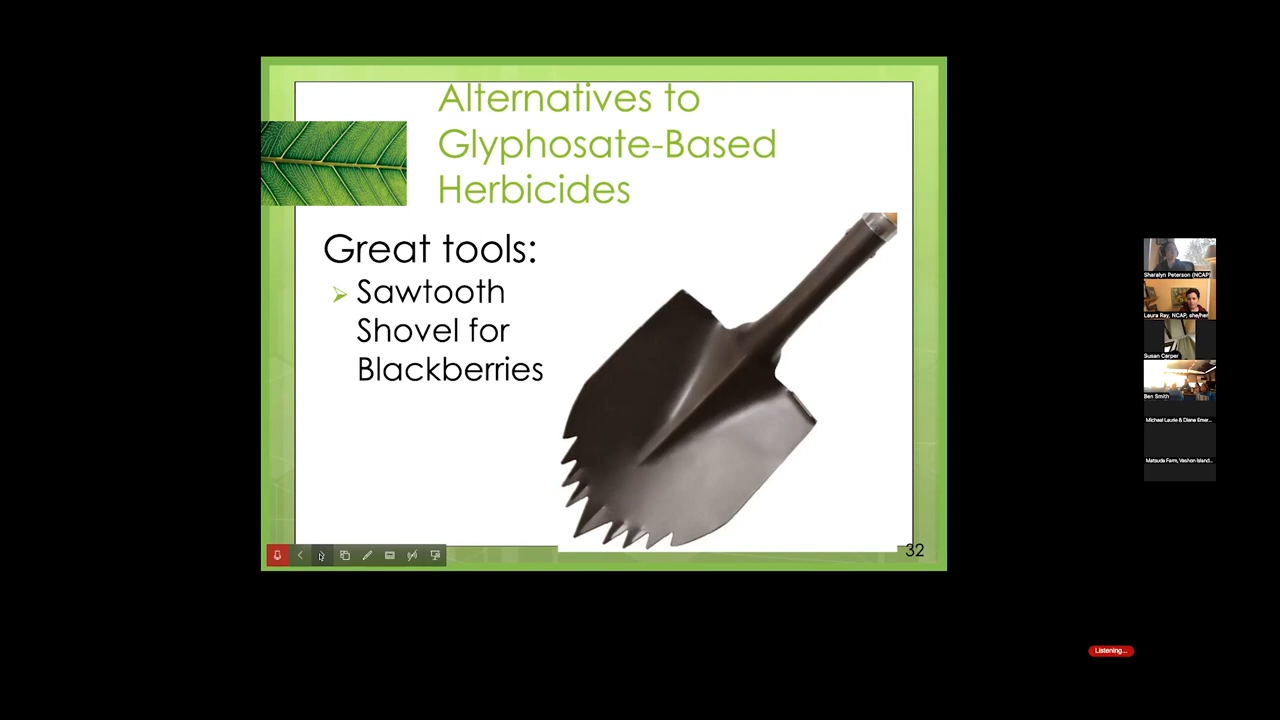 Alternatives to
Glyphosate-Based
Herbicides
Great tools:
Sawtooth
Shovel for
Blackberries
32
Sharalyn Peterson (NCAP)
Laura Ray, NCAP, she/her
Susan Carper
Ben Smith
Michael Laurie & Diane Emer...
Matsuda Farm, Vashon Island...
Listening...